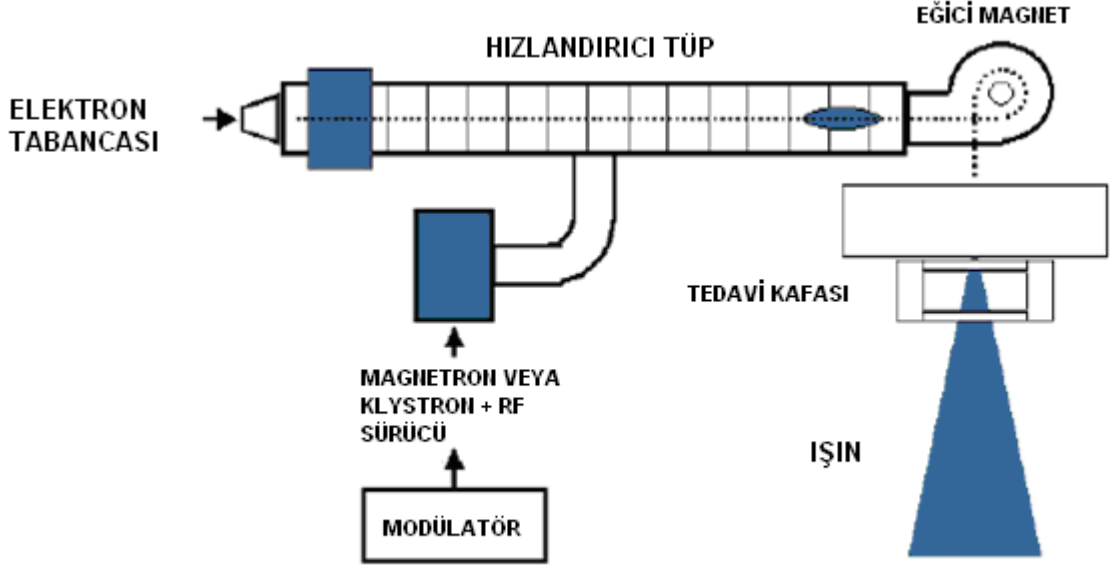 EĞİCİ MAGNET
HIZLANDIRICI TÜP
ELEKTRON
TABANCASI
TEDAVİ KAFASI
MAGNETRON VEYA
KLYSTRON + RF
SÜRÜCÜ
IŞIN
MODÜLATÖR